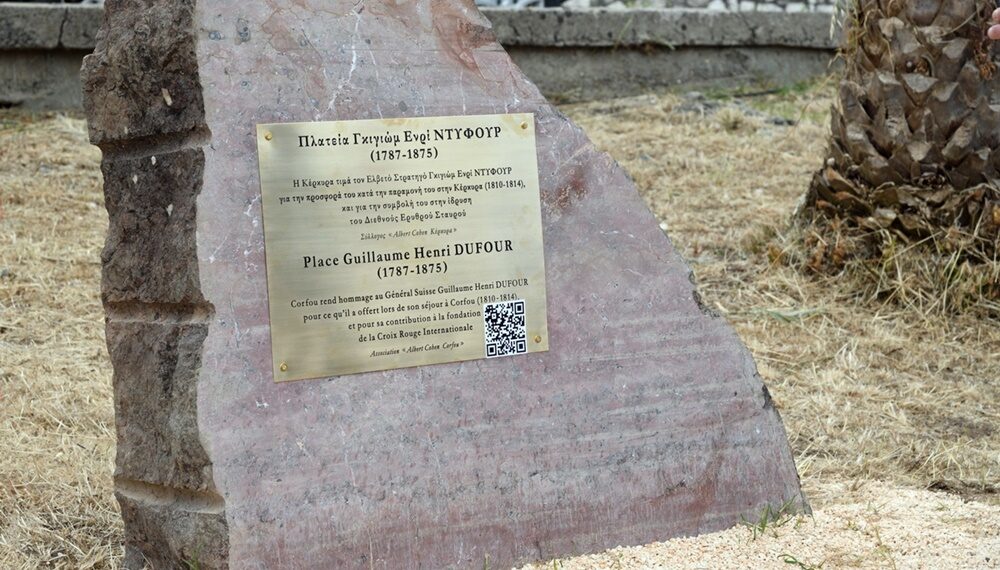 Πλατεία Γκιγιώμ Ενρί ΝΤΥΦΟΥΡ
(1787-1875)
Η Κέρκυρα τιμά τον Ελβετό Στρατηγό Γκιγιώμ Ενρί ΝΤΥΦΟΥΡ
για την προσφορά του κατά την παραμονή του στην Κέρκυρα (1810-1814),
και για την συμβολή του στην ίδρυση
του Διεθνούς Ερυθρού Σταυρού
Σύλλογος «Albert Cohen Κέρκυρα»
Place Guillaume Henri DUFOUR
(1787-1875)
Corfou rend hommage au Général Suisse Guillaume Henri DUFOUR
pour ce qu'il a offert lors de son séjour à Corfou (1810-1814),
et pour sa contribution à la fondation
de la Croix Rouge Internationale
Association «Albert Cohen Corfou»